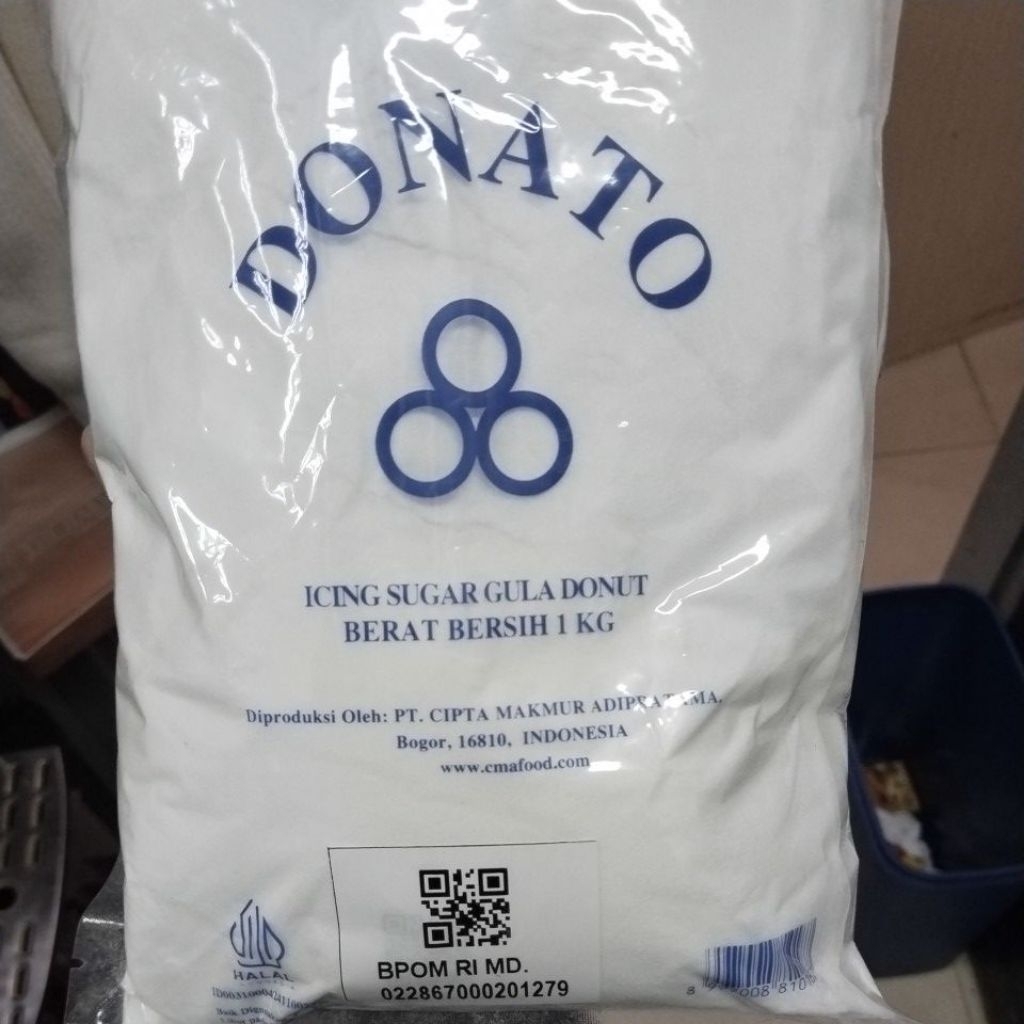 DONATO
ICING SUGAR GULA DONUT
BERAT BERSIH 1 KG
Diproduksi Oleh: PT. CIPTA MAKMUR ADIPRATAMA.
Bogor, 16810, INDONESIA
www.cmafood.com
HALAL
BPOM RI MD.
022867000201279